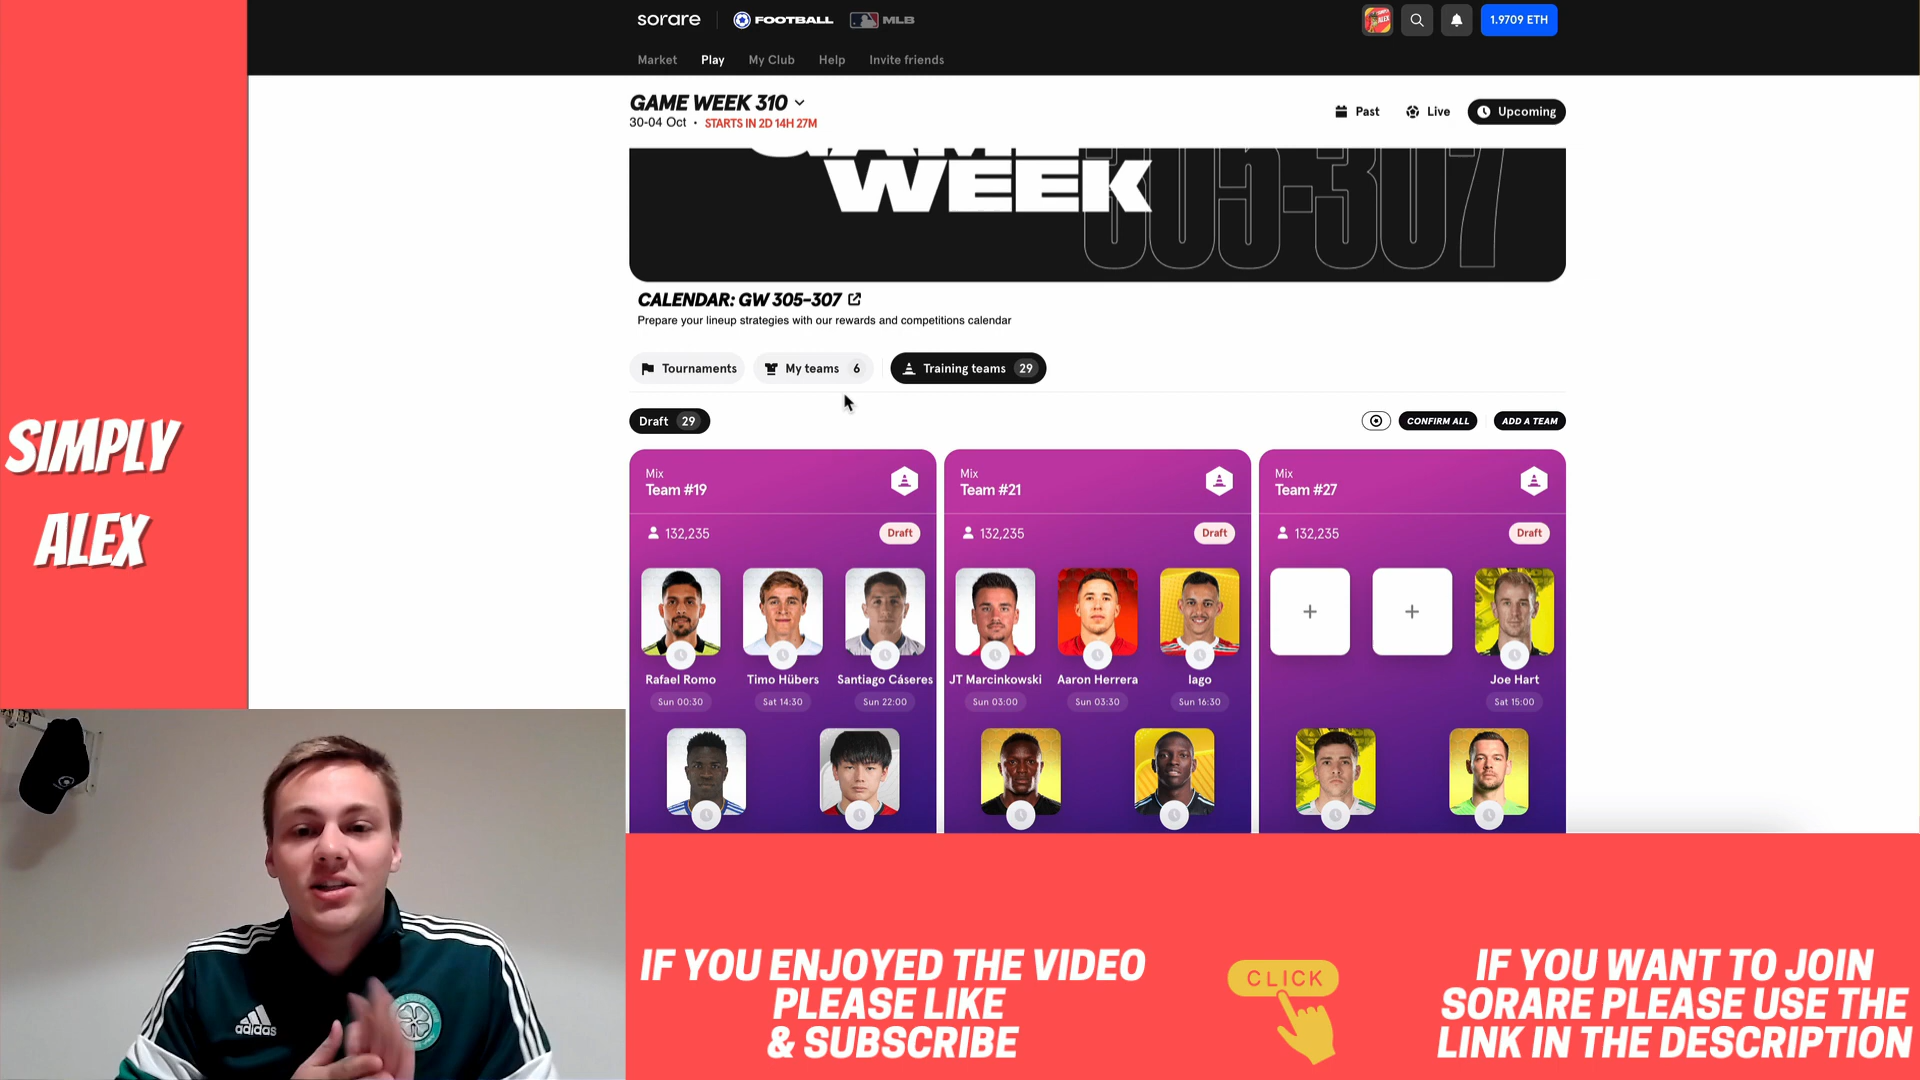 sorare
FOOTBALL
MLB
1.9709 ETH
Market
Play
My Club
Help
Invite friends
GAME WEEK 310
30-04 Oct • STARTS IN 2D 14H 27M
Past
Live
Upcoming
GAME
WEEK
305-307
CALENDAR: GW 305-307
Prepare your lineup strategies with our rewards and competitions calendar
Tournaments
My teams 6
Training teams 29
Draft 29
CONFIRM ALL
ADD A TEAM
Mix
Team #19
132,235
Draft
Rafael Romo
Timo Hübers
Santiago Cáseres
Sun 00:30
Sat 14:30
Sun 22:00
Mix
Team #21
132,235
Draft
JT Marcinkowski
Aaron Herrera
Iago
Sun 03:00
Sun 03:30
Sun 16:30
Mix
Team #27
132,235
Draft
+
+
Joe Hart
Sat 15:00
SIMPLY
ALEX
adidas
IF YOU ENJOYED THE VIDEO
PLEASE LIKE
& SUBSCRIBE
CLICK
IF YOU WANT TO JOIN
SORARE PLEASE USE THE
LINK IN THE DESCRIPTION